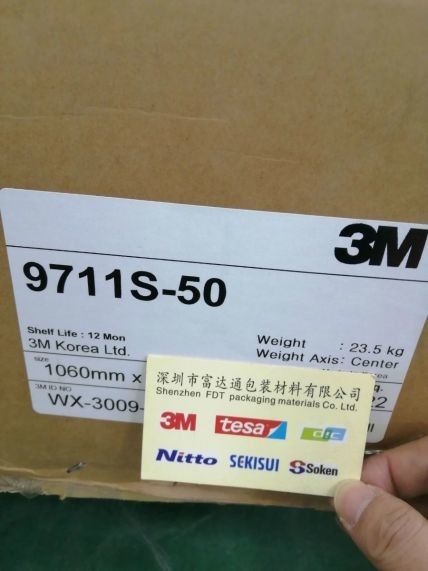 3M
9711S-50
Shelf Life : 12 Mon
3M Korea Ltd.
Weight : 23.5 kg
Weight Axis: Center
size
1060mm x
3M ID NO
WX-3009-
深圳市富达通包装材料有限公司
Shenzhen FDT packaging materials Co. Ltd.
3M tesa dic
Nitto SEKISUI Soken